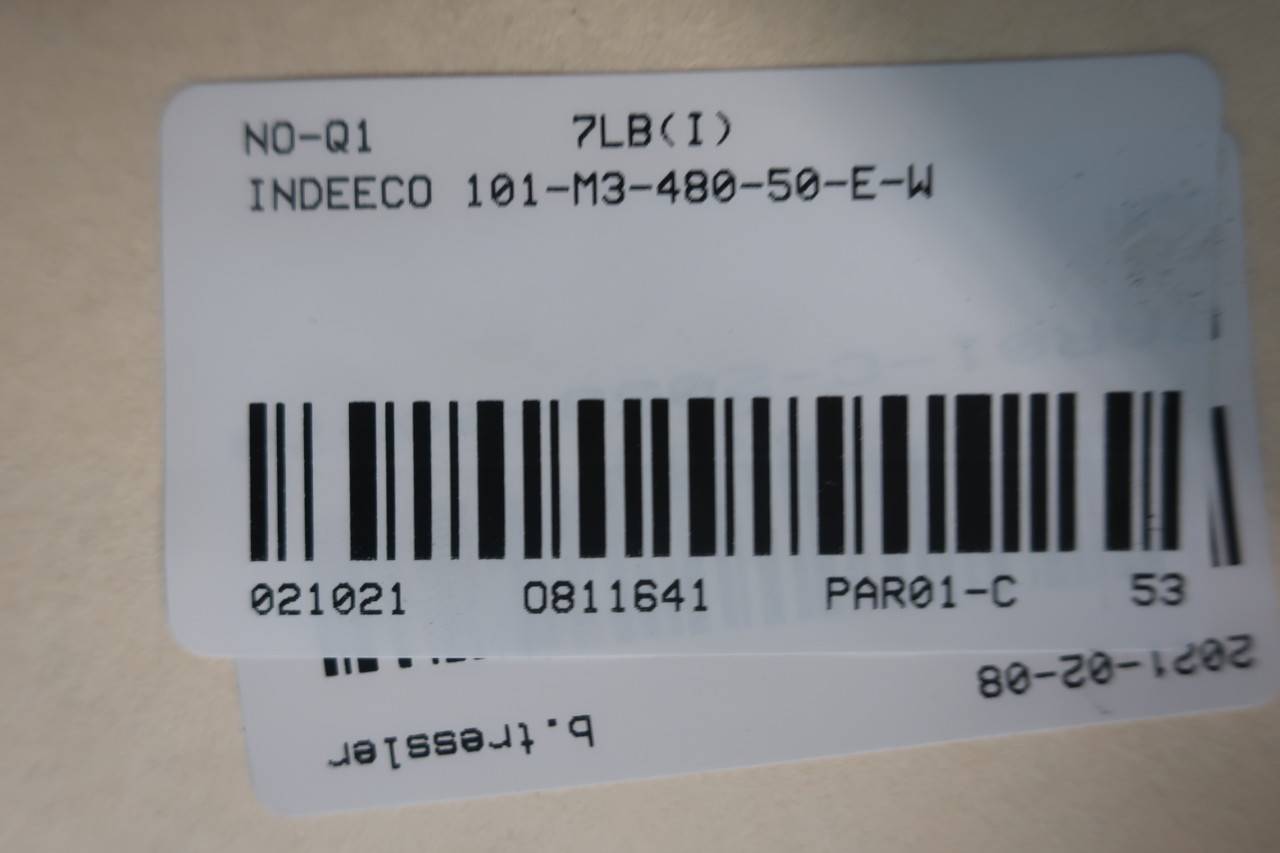 NO-Q1 7LB(I)
INDEECO 101-M3-480-50-E-W
021021 0811641 PAR01-C 53
2021-02-08
b.tressler